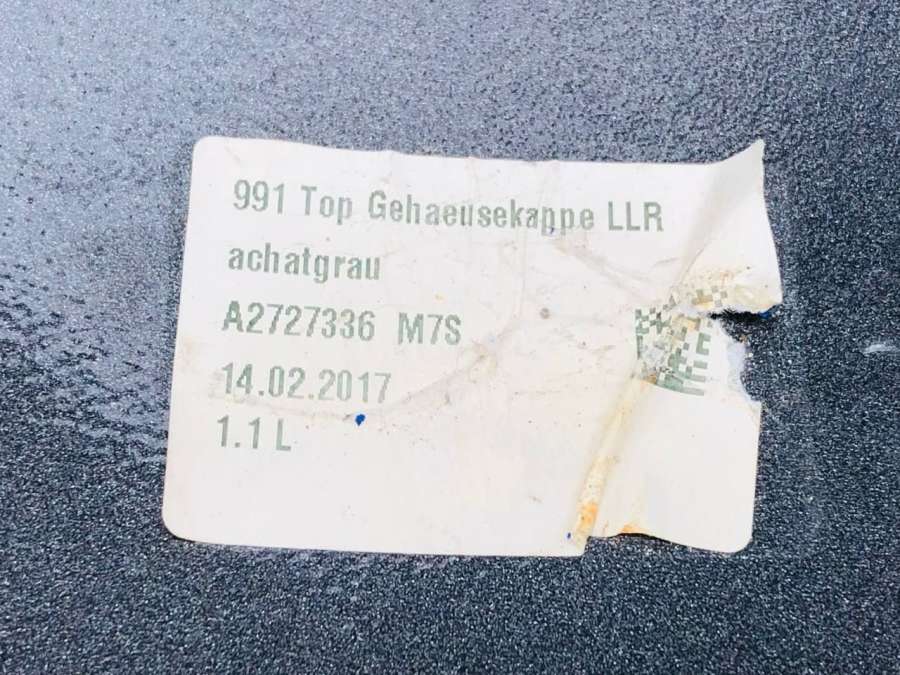 991 Top Gehaeusekappe LLR
achatgrau
A2727336 M7S
14.02.2017
1.1 L